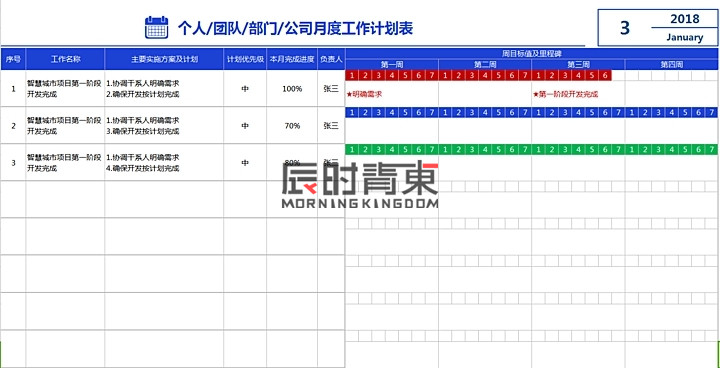 个人/团队/部门/公司月度工作计划表
3
2018
January
序号 工作名称 主要实施方案及计划 计划优先级 本月完成进度 负责人 周目标值及里程碑
第一周 第二周 第三周 第四周
1 2 3 4 5 6 7 1 2 3 4 5 6 7 1 2 3 4 5 6
1 智慧城市项目第一阶段 1.协调干系人明确需求 中 100% 张三
开发完成 2.确保开发按计划完成
★明确需求 ★第一阶段开发完成
1 2 3 4 5 6 7 1 2 3 4 5 6 7 1 2 3 4 5 6 7 1 2 3 4 5 6 7
2 智慧城市项目第一阶段 1.协调干系人明确需求 中 70% 张三
开发完成 3.确保开发按计划完成
1 2 3 4 5 6 7 1 2 3 4 5 6 7 1 2 3 4 5 6 7 1 2 3 4 5 6 7
3 智慧城市项目第一阶段 1.协调干系人明确需求 中 80% 张三
开发完成 4.确保开发按计划完成
辰时青東
MORNINGKINGDOM